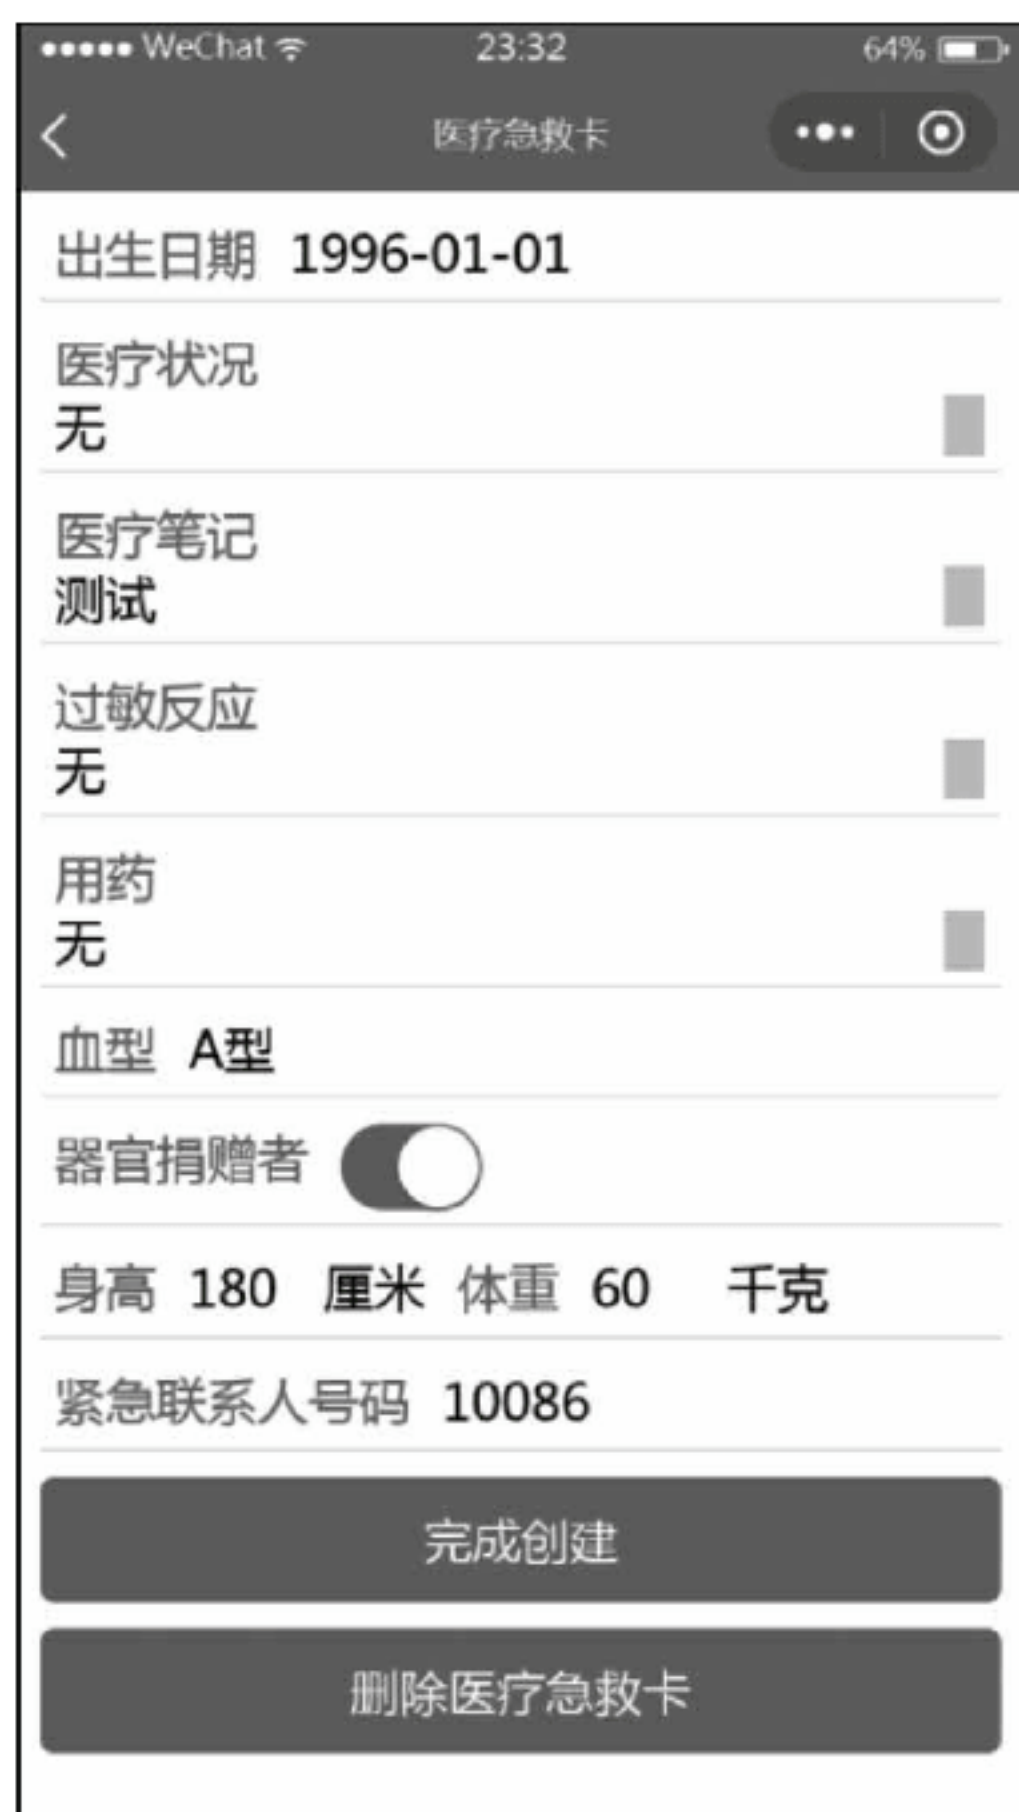 WeChat 23:32 64%
医疗急救卡
出生日期 1996-01-01
医疗状况
无
医疗笔记
测试
过敏反应
无
用药
无
血型 A型
器官捐赠者
身高 180 厘米 体重 60 千克
紧急联系人号码 10086
完成创建
删除医疗急救卡